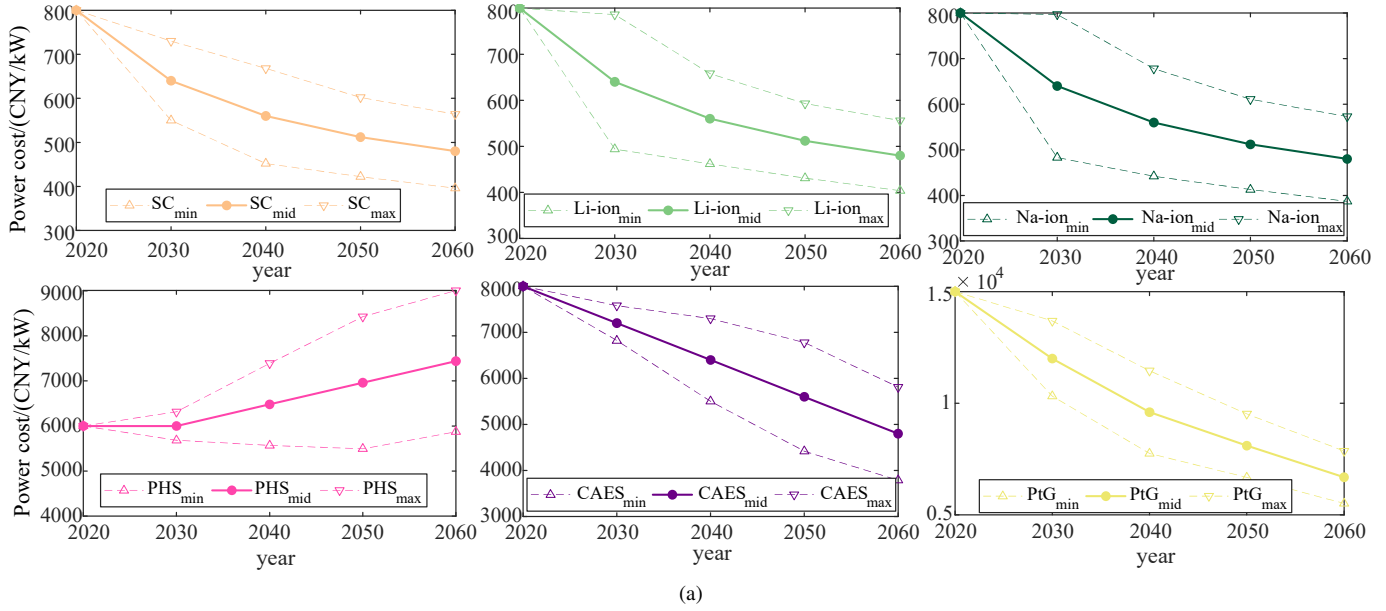 Power cost/(CNY/kW)
800
700
600
500
400
300
SCmin SCmid SCmax
2020 2030 2040 2050 2060
year
800
700
600
500
400
300
Li-ionmin Li-ionmid Li-ionmax
2020 2030 2040 2050 2060
year
800
700
600
500
400
300
Na-ionmin Na-ionmid Na-ionmax
2020 2030 2040 2050 2060
year
Power cost/(CNY/kW)
9000
8000
7000
6000
5000
4000
PHSmin PHSmid PHSmax
2020 2030 2040 2050 2060
year
8000
7000
6000
5000
4000
3000
CAESmin CAESmid CAESmax
2020 2030 2040 2050 2060
year
× 10^4
1.5
1
0.5
PtGmin PtGmid PtGmax
2020 2030 2040 2050 2060
year
(a)